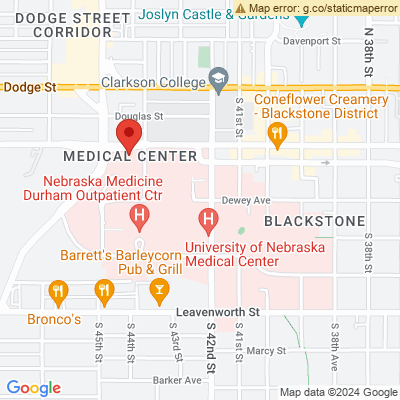 DODGE STREET
CORRIDOR
Joslyn Castle & Gardens
Map error: g.co/staticmaperror
Davenport St
N 38th St
Clarkson College
Dodge St
Douglas St
S 41st St
Coneflower Creamery
- Blackstone District
MEDICAL CENTER
Nebraska Medicine
Durham Outpatient Ctr
Dewey Ave
BLACKSTONE
S 38th St
University of Nebraska
Medical Center
Barrett's Barleycorn
Pub & Grill
Bronco's
Leavenworth St
S 45th St
S 44th St
S 43rd St
S 42nd St
S 41st St
S 39th St
S 38th Ave
Marcy St
Barker Ave
Google
Map data ©2024 Google